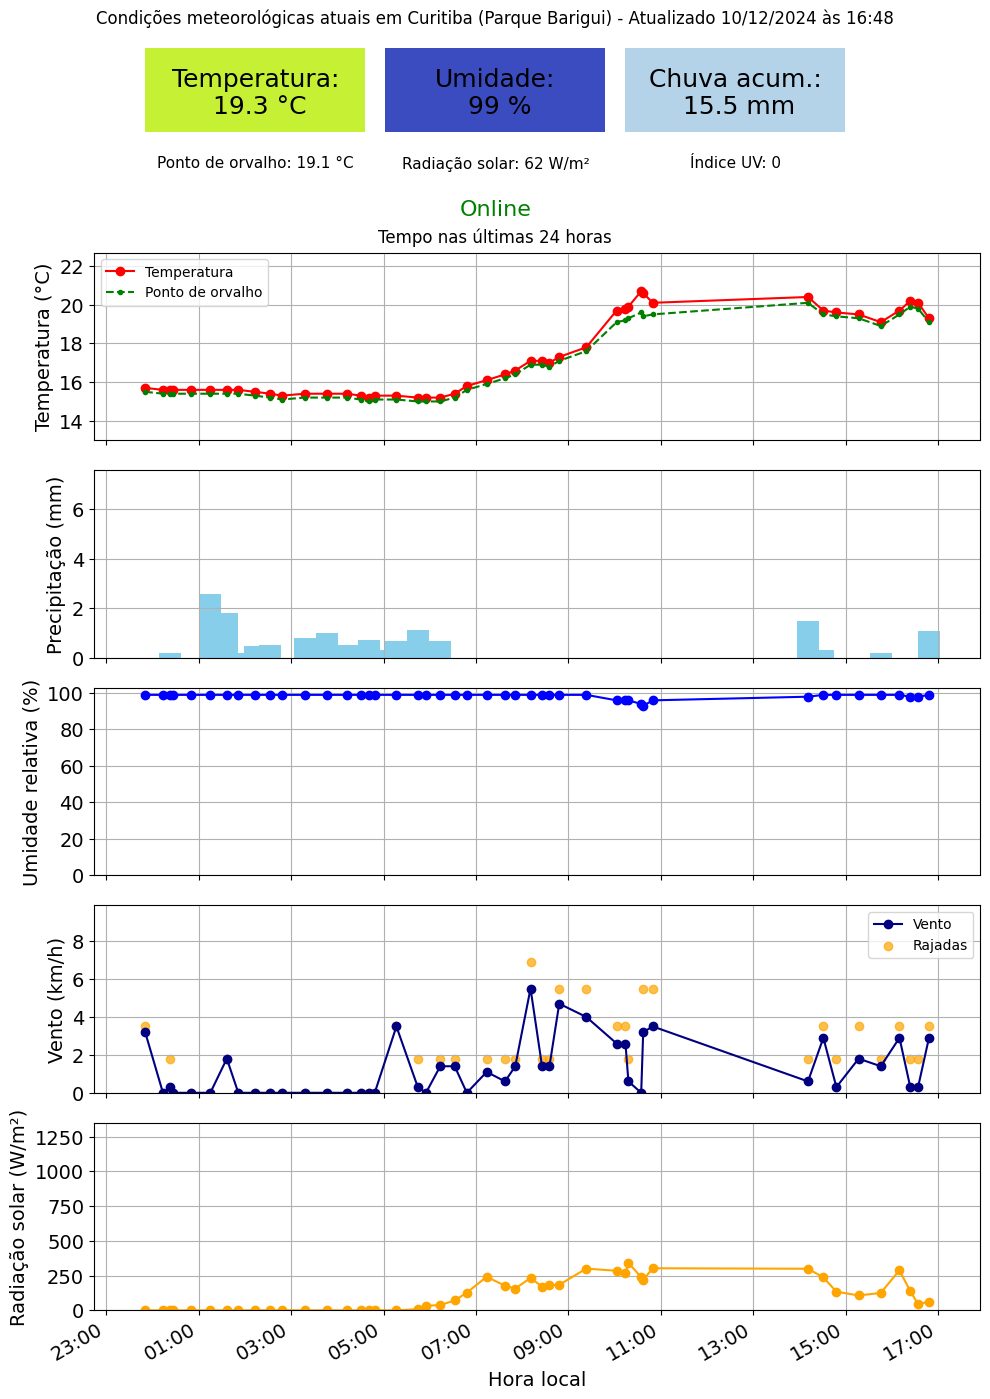 Condições meteorológicas atuais em Curitiba (Parque Barigui) - Atualizado 10/12/2024 às 16:48
Temperatura:
19.3 °C
Umidade:
99 %
Chuva acum.:
15.5 mm
Ponto de orvalho: 19.1 °C
Radiação solar: 62 W/m²
Índice UV: 0
Online
Tempo nas últimas 24 horas
Temperatura (°C)
22
20
18
16
14
Temperatura
Ponto de orvalho
Precipitação (mm)
6
4
2
0
Umidade relativa (%)
100
80
60
40
20
0
Vento (km/h)
8
6
4
2
0
Vento
Rajadas
Radiação solar (W/m²)
1250
1000
750
500
250
0
23:00
01:00
03:00
05:00
07:00
09:00
11:00
13:00
15:00
17:00
Hora local